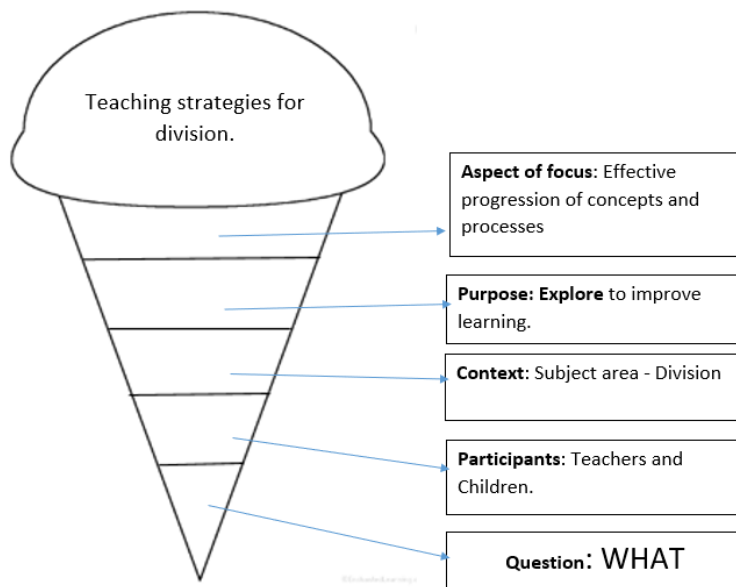 Teaching strategies for
division.
Aspect of focus: Effective
progression of concepts and
processes
Purpose: Explore to improve
learning.
Context: Subject area - Division
Participants: Teachers and
Children.
Question: WHAT